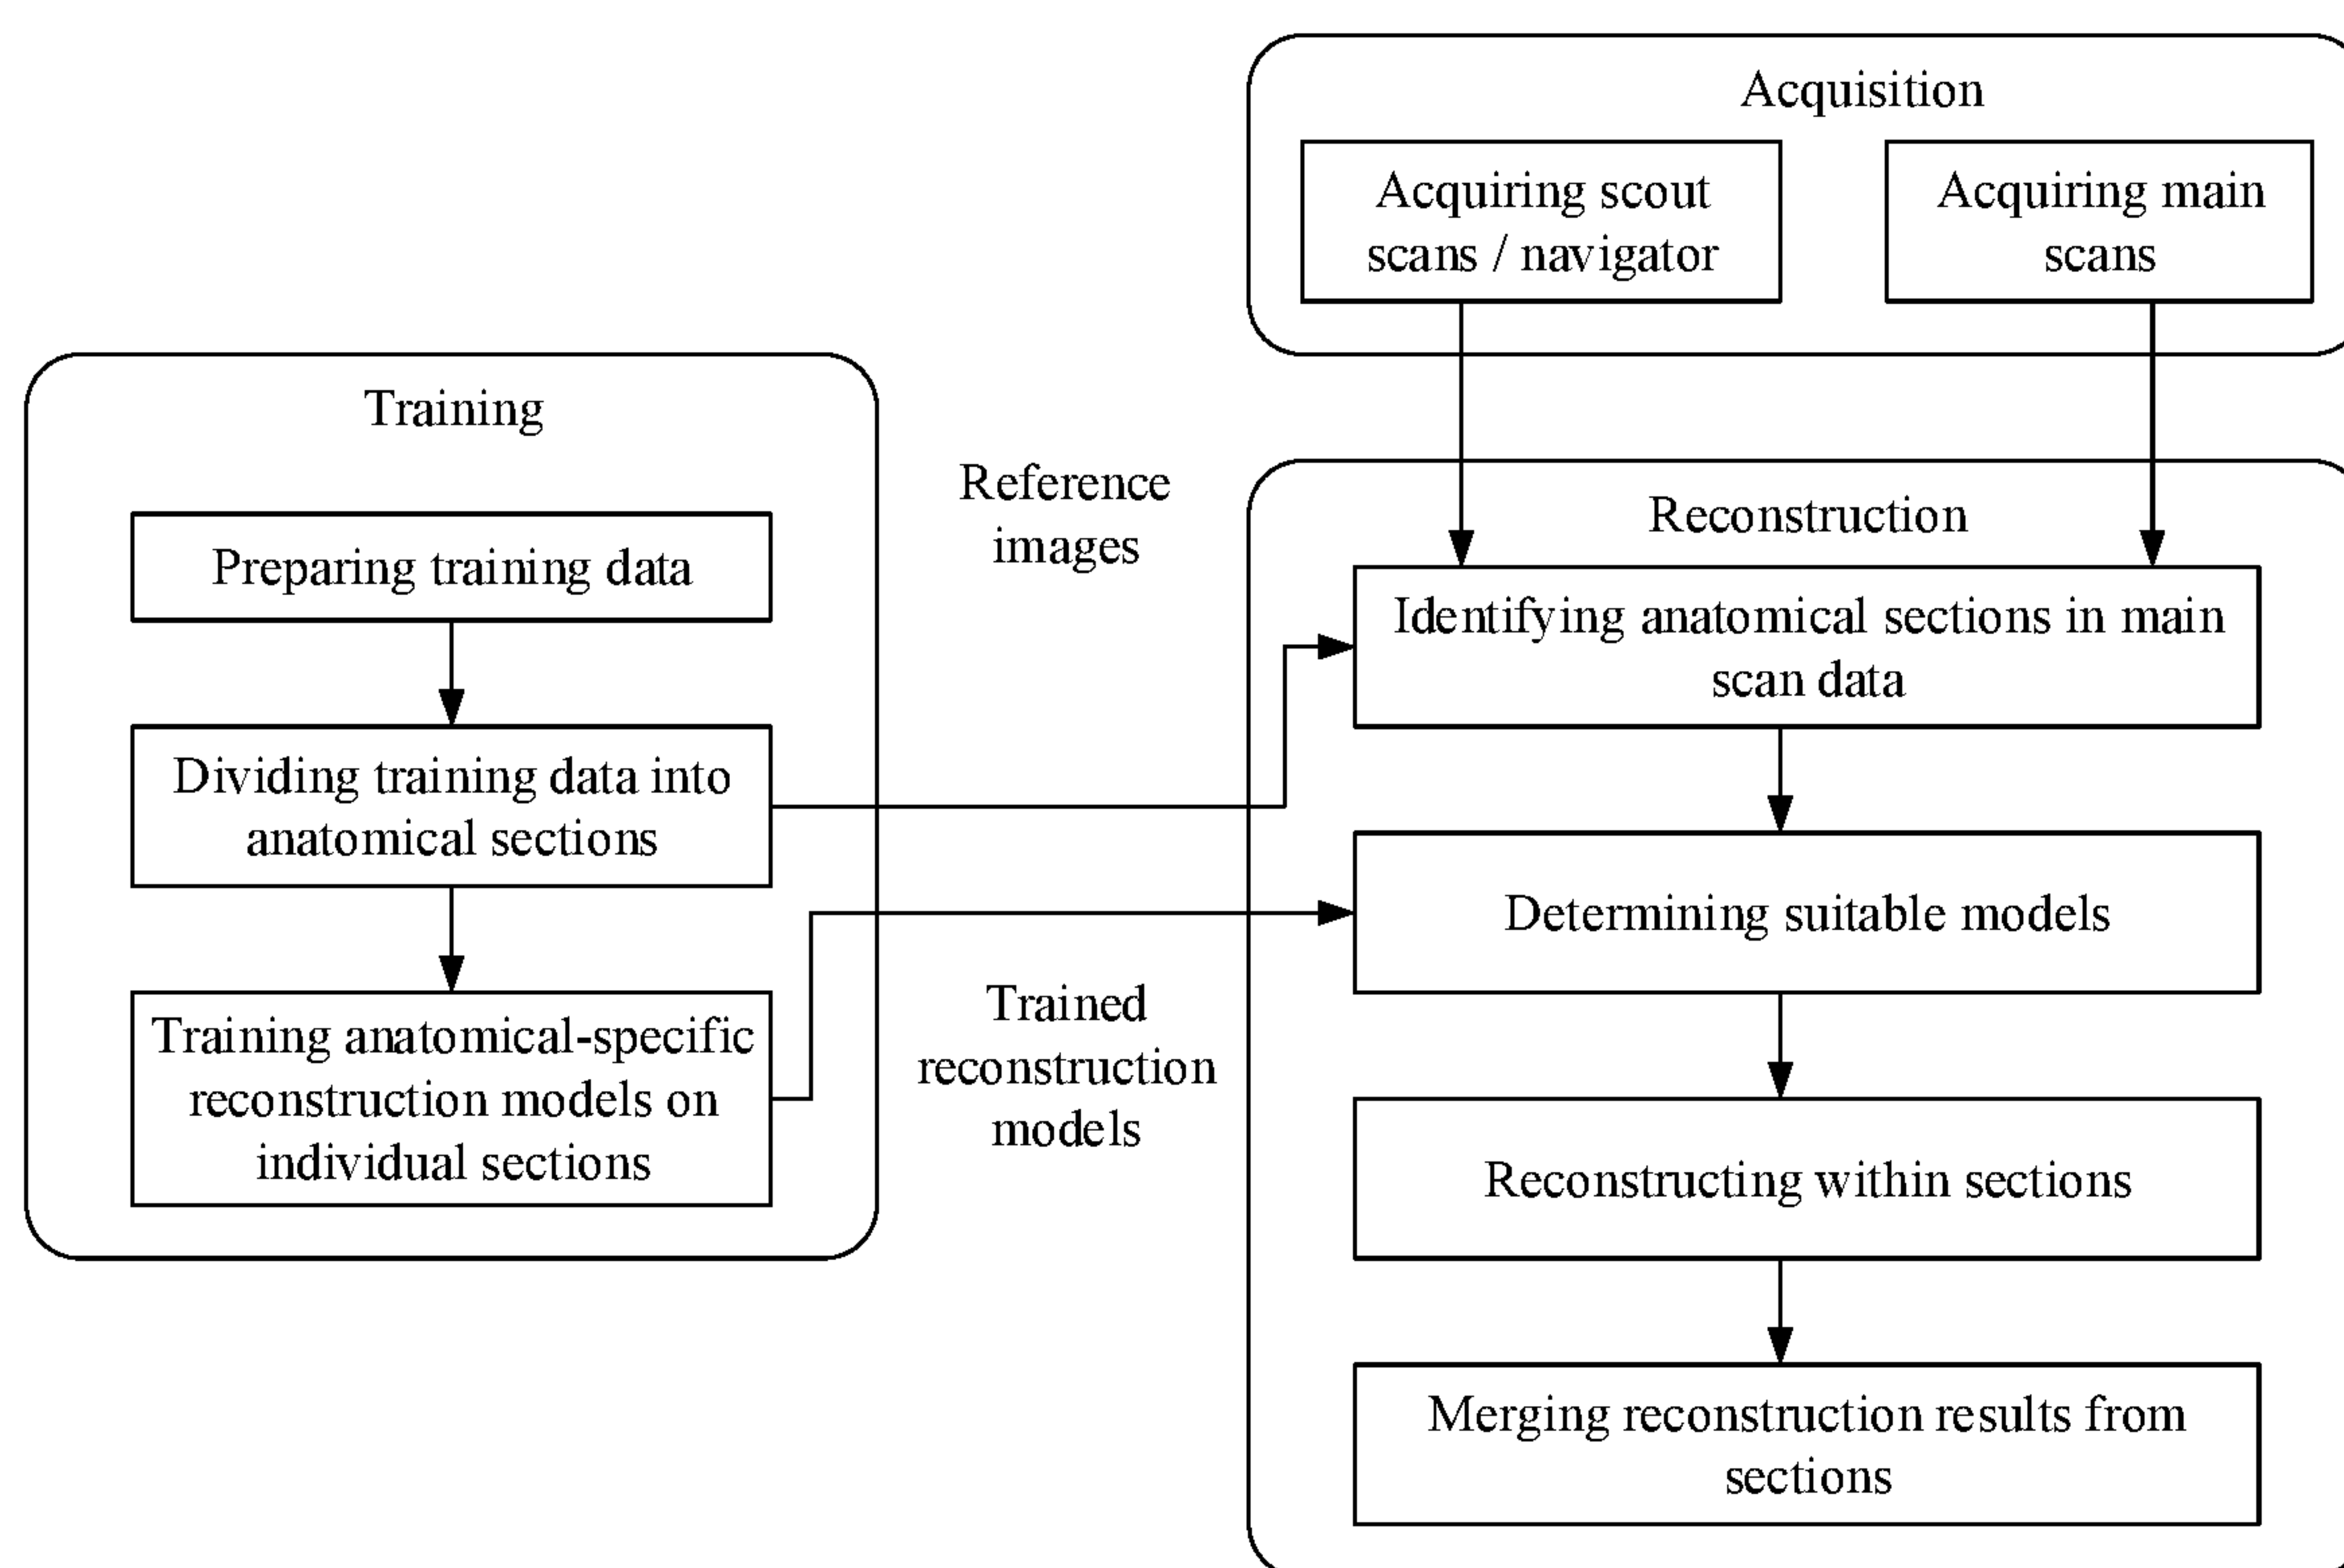 Acquisition
Acquiring scout
scans / navigator
Acquiring main
scans
Training
Preparing training data
Dividing training data into
anatomical sections
Training anatomical-specific
reconstruction models on
individual sections
Reference
images
Trained
reconstruction
models
Reconstruction
Identifying anatomical sections in main
scan data
Determining suitable models
Reconstructing within sections
Merging reconstruction results from
sections